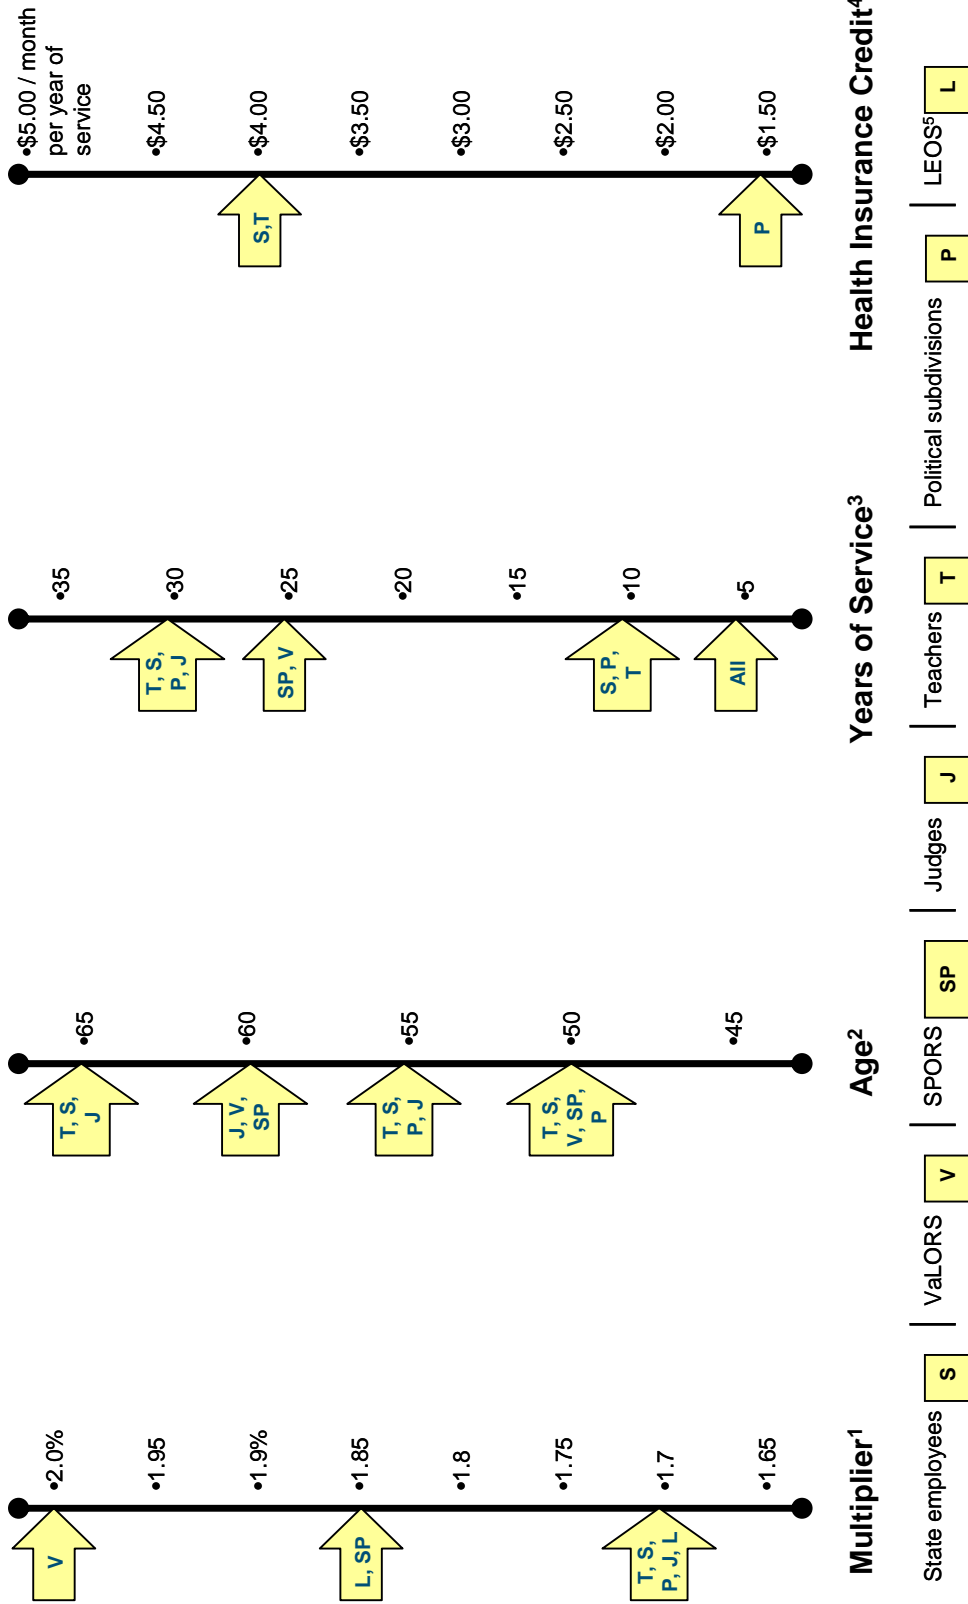 •2.0%
•1.95
•1.9%
•1.85
•1.8
•1.75
•1.7
•1.65
V
L, SP
T, S,
P, J, L
Multiplier1
•65
•60
•55
•50
•45
T, S,
J
J, V,
SP
T, S,
P, J
T, S,
V, SP,
P
Age2
•35
•30
•25
•20
•15
•10
•5
T, S,
P, J
SP, V
S, P,
T
All
Years of Service3
•$5.00 / month
per year of
service
•$4.50
•$4.00
•$3.50
•$3.00
•$2.50
•$2.00
•$1.50
S,T
P
Health Insurance Credit4
State employees S
VaLORS V
SPORS SP
Judges J
Teachers T
Political subdivisions P
LEOS5 L